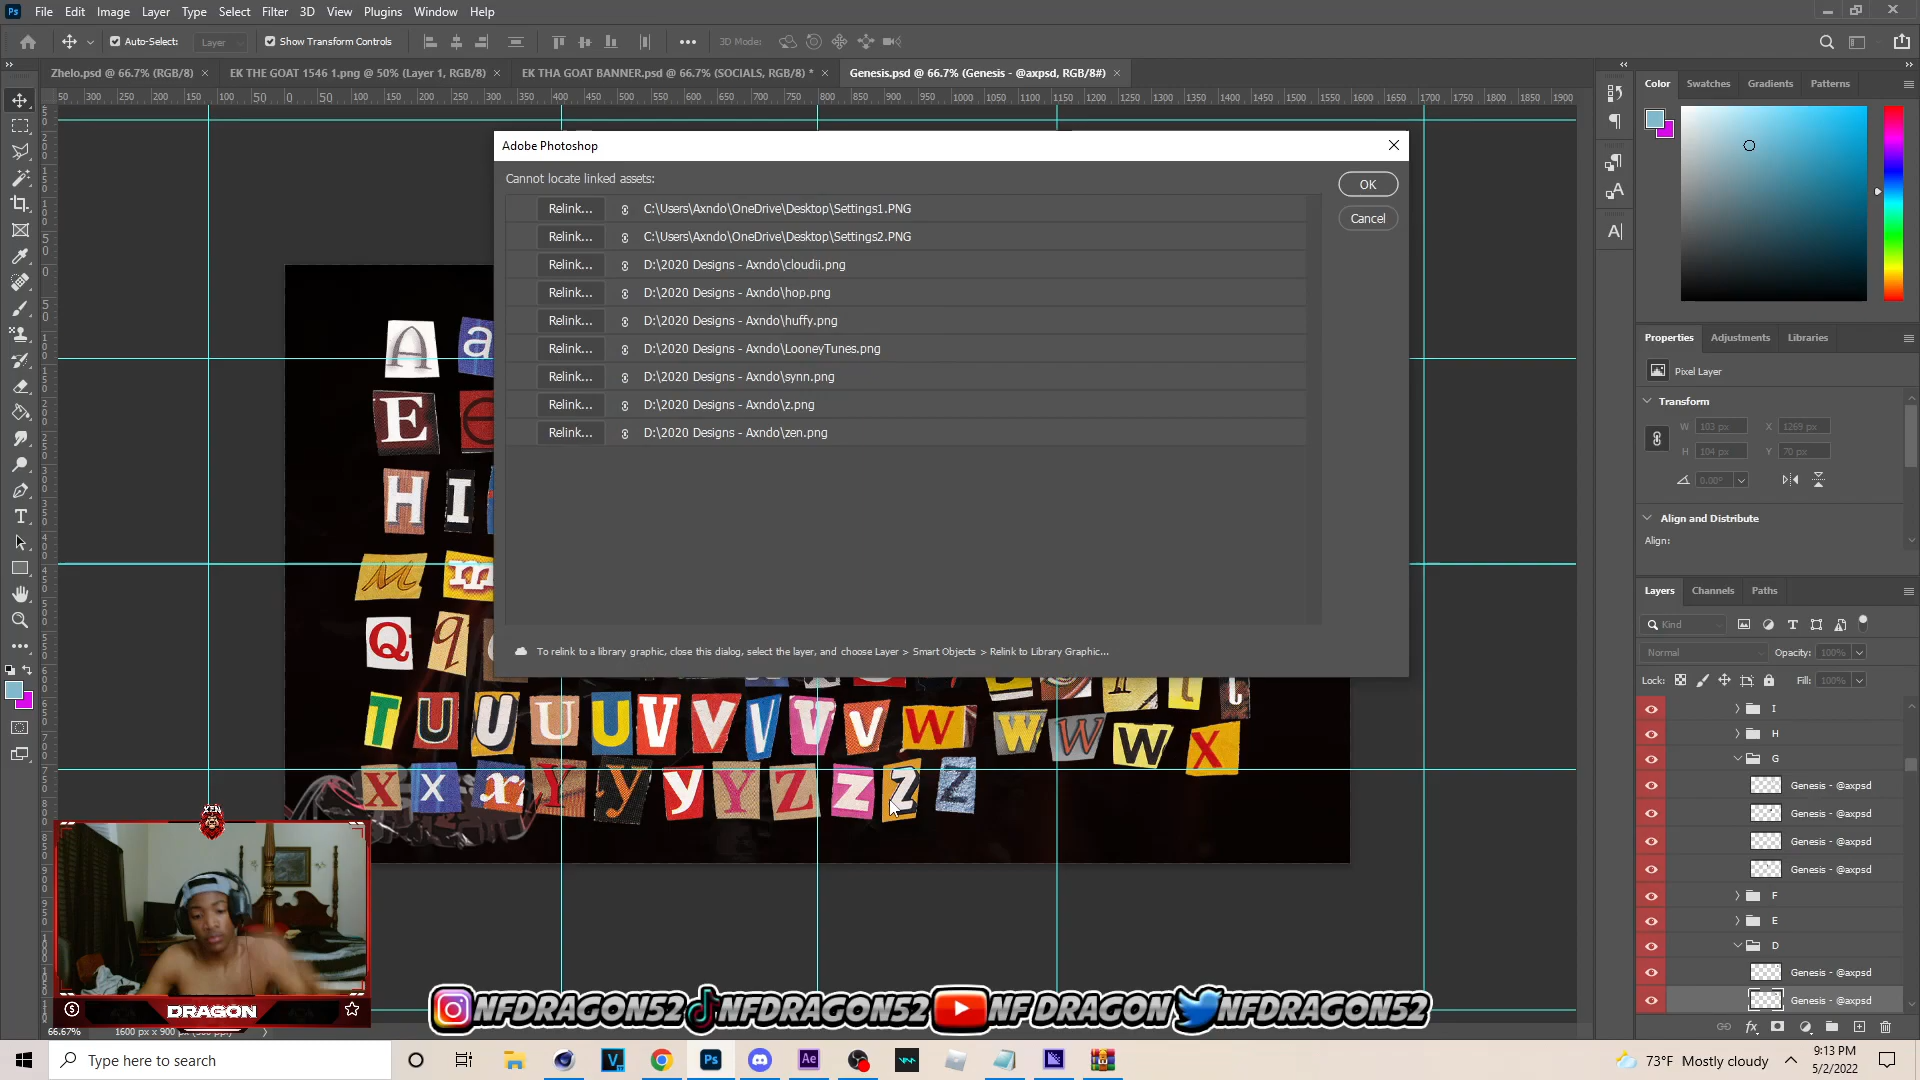 File Edit Image Layer Type Select Filter 3D View Plugins Window Help
Auto-Select: Layer Show Transform Controls 3D Mode:
Zhelo.psd @ 66.7% (RGB/8) EK THE GOAT 1546 1.png @ 50% (Layer 1, RGB/8) EK THA GOAT BANNER.psd @ 66.7% (SOCIALS, RGB/8) * Genesis.psd @ 66.7% (Genesis - @axpsd, RGB/8#)
Color Swatches Gradients Patterns
Adobe Photoshop
Cannot locate linked assets:
OK
Cancel
Relink... C:\Users\Axndo\OneDrive\Desktop\Settings1.PNG
Relink... C:\Users\Axndo\OneDrive\Desktop\Settings2.PNG
Relink... D:\2020 Designs - Axndo\cloudii.png
Relink... D:\2020 Designs - Axndo\hop.png
Relink... D:\2020 Designs - Axndo\huffy.png
Relink... D:\2020 Designs - Axndo\LooneyTunes.png
Relink... D:\2020 Designs - Axndo\synn.png
Relink... D:\2020 Designs - Axndo\z.png
Relink... D:\2020 Designs - Axndo\zen.png
To relink to a library graphic, close this dialog, select the layer, and choose Layer > Smart Objects > Relink to Library Graphic...
A a
E
H I
M m
Q q
T U U U U V V V V V W W W W X
X x x Y y y Y Z z Z Z
Properties Adjustments Libraries
Pixel Layer
Transform
W 103 px X 1269 px
H 104 px Y 70 px
0.00°
Align and Distribute
Align:
Layers Channels Paths
Kind
Normal Opacity: 100%
Lock: Fill: 100%
I
H
G
Genesis - @axpsd
Genesis - @axpsd
Genesis - @axpsd
Genesis - @axpsd
F
E
D
Genesis - @axpsd
Genesis - @axpsd
XEN
DRAGON
NFDRAGON52 NFDRAGON52 NF DRAGON NFDRAGON52
66.67% 1600 px x 900 px
Type here to search
73°F Mostly cloudy
9:13 PM
5/2/2022